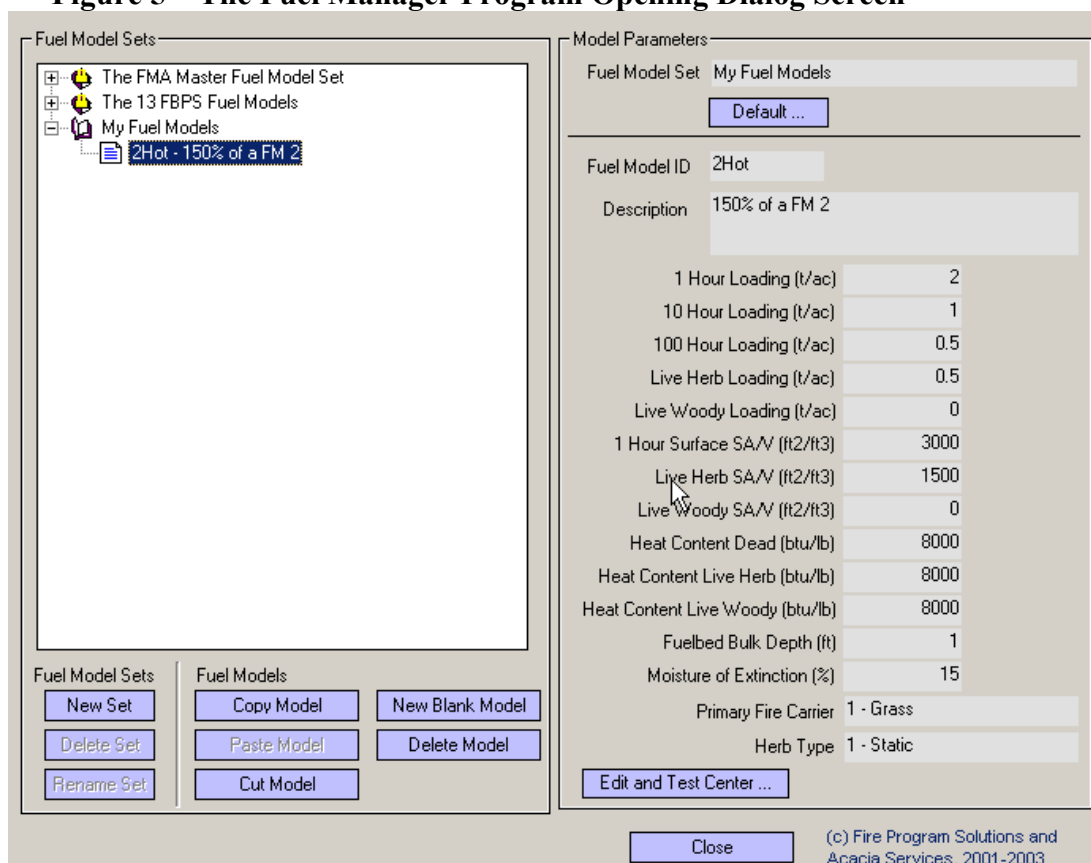 Figure 3 – The Fuel Manager Program Opening Dialog Screen
Fuel Model Sets
The FMA Master Fuel Model Set
The 13 FBPS Fuel Models
My Fuel Models
2Hot - 150% of a FM 2
Fuel Model Sets
New Set
Delete Set
Rename Set
Fuel Models
Copy Model
New Blank Model
Paste Model
Delete Model
Cut Model
Model Parameters
Fuel Model Set My Fuel Models
Default ...
Fuel Model ID 2Hot
Description 150% of a FM 2
1 Hour Loading (t/ac) 2
10 Hour Loading (t/ac) 1
100 Hour Loading (t/ac) 0.5
Live Herb Loading (t/ac) 0.5
Live Woody Loading (t/ac) 0
1 Hour Surface SA/V (ft2/ft3) 3000
Live Herb SA/V (ft2/ft3) 1500
Live Woody SA/V (ft2/ft3) 0
Heat Content Dead (btu/lb) 8000
Heat Content Live Herb (btu/lb) 8000
Heat Content Live Woody (btu/lb) 8000
Fuelbed Bulk Depth (ft) 1
Moisture of Extinction (%) 15
Primary Fire Carrier 1 - Grass
Herb Type 1 - Static
Edit and Test Center ...
Close
(c) Fire Program Solutions and
Acacia Services, 2001-2003